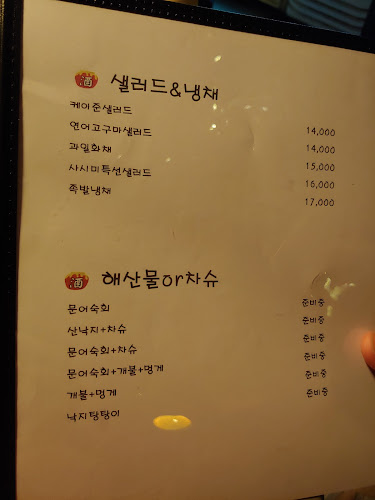 酒 샐러드&냉채
케이준샐러드 14,000
연어고구마샐러드 14,000
과일화채 15,000
사시미특선샐러드 16,000
족발냉채 17,000
酒 해산물or차슈
문어숙회 준비중
산낙지+차슈 준비중
문어숙회+차슈 준비중
문어숙회+개불+멍게 준비중
개불+멍게 준비중
낙지탕탕이 준비중